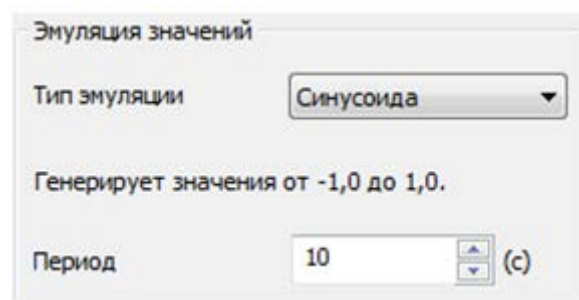 Эмуляция значений
Тип эмуляции Синусоида
Генерирует значения от -1,0 до 1,0.
Период 10 (с)